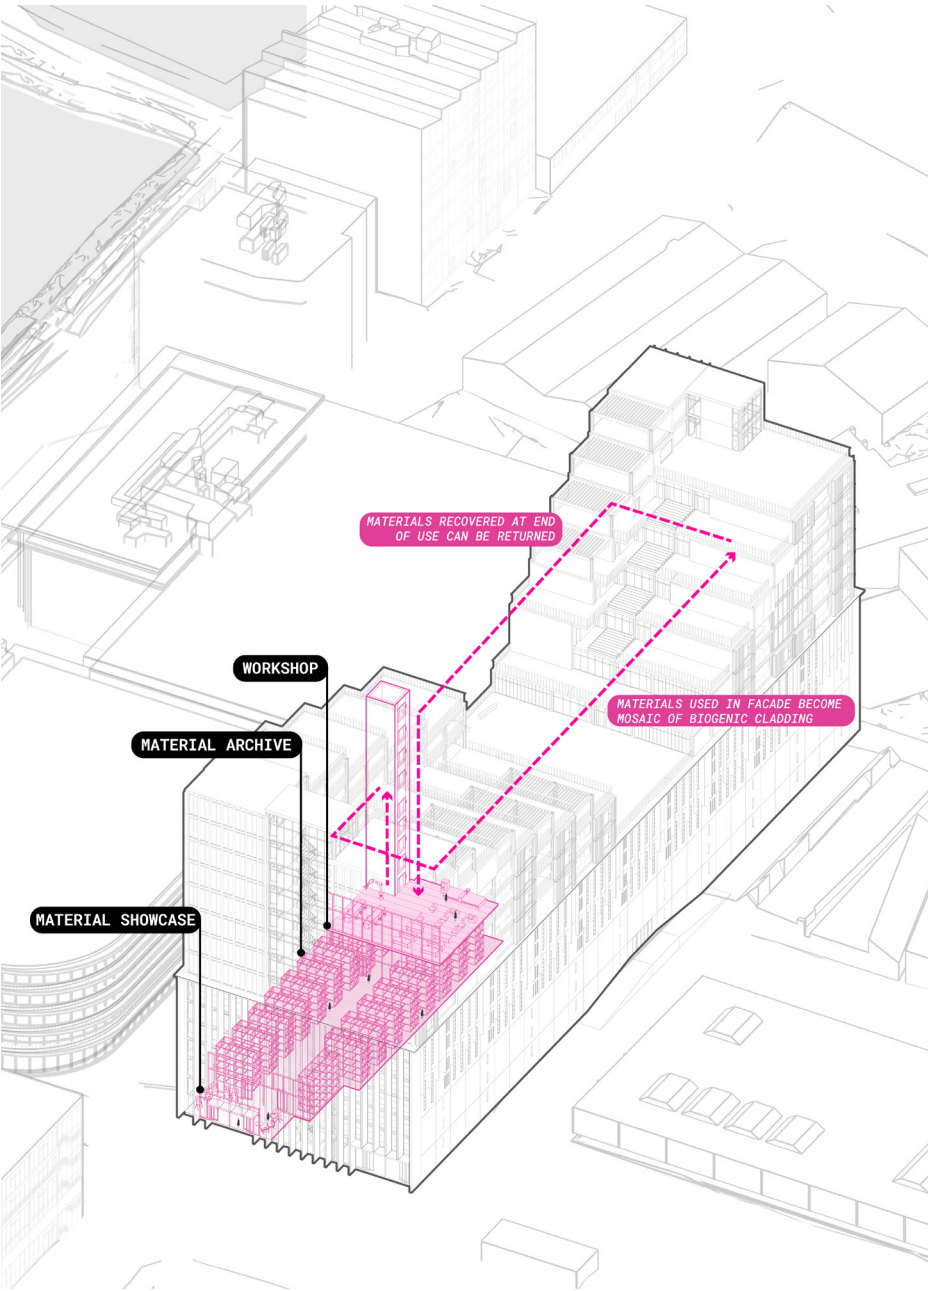 MATERIALS RECOVERED AT END
OF USE CAN BE RETURNED
WORKSHOP
MATERIALS USED IN FACADE BECOME
MOSAIC OF BIOGENIC CLADDING
MATERIAL ARCHIVE
MATERIAL SHOWCASE